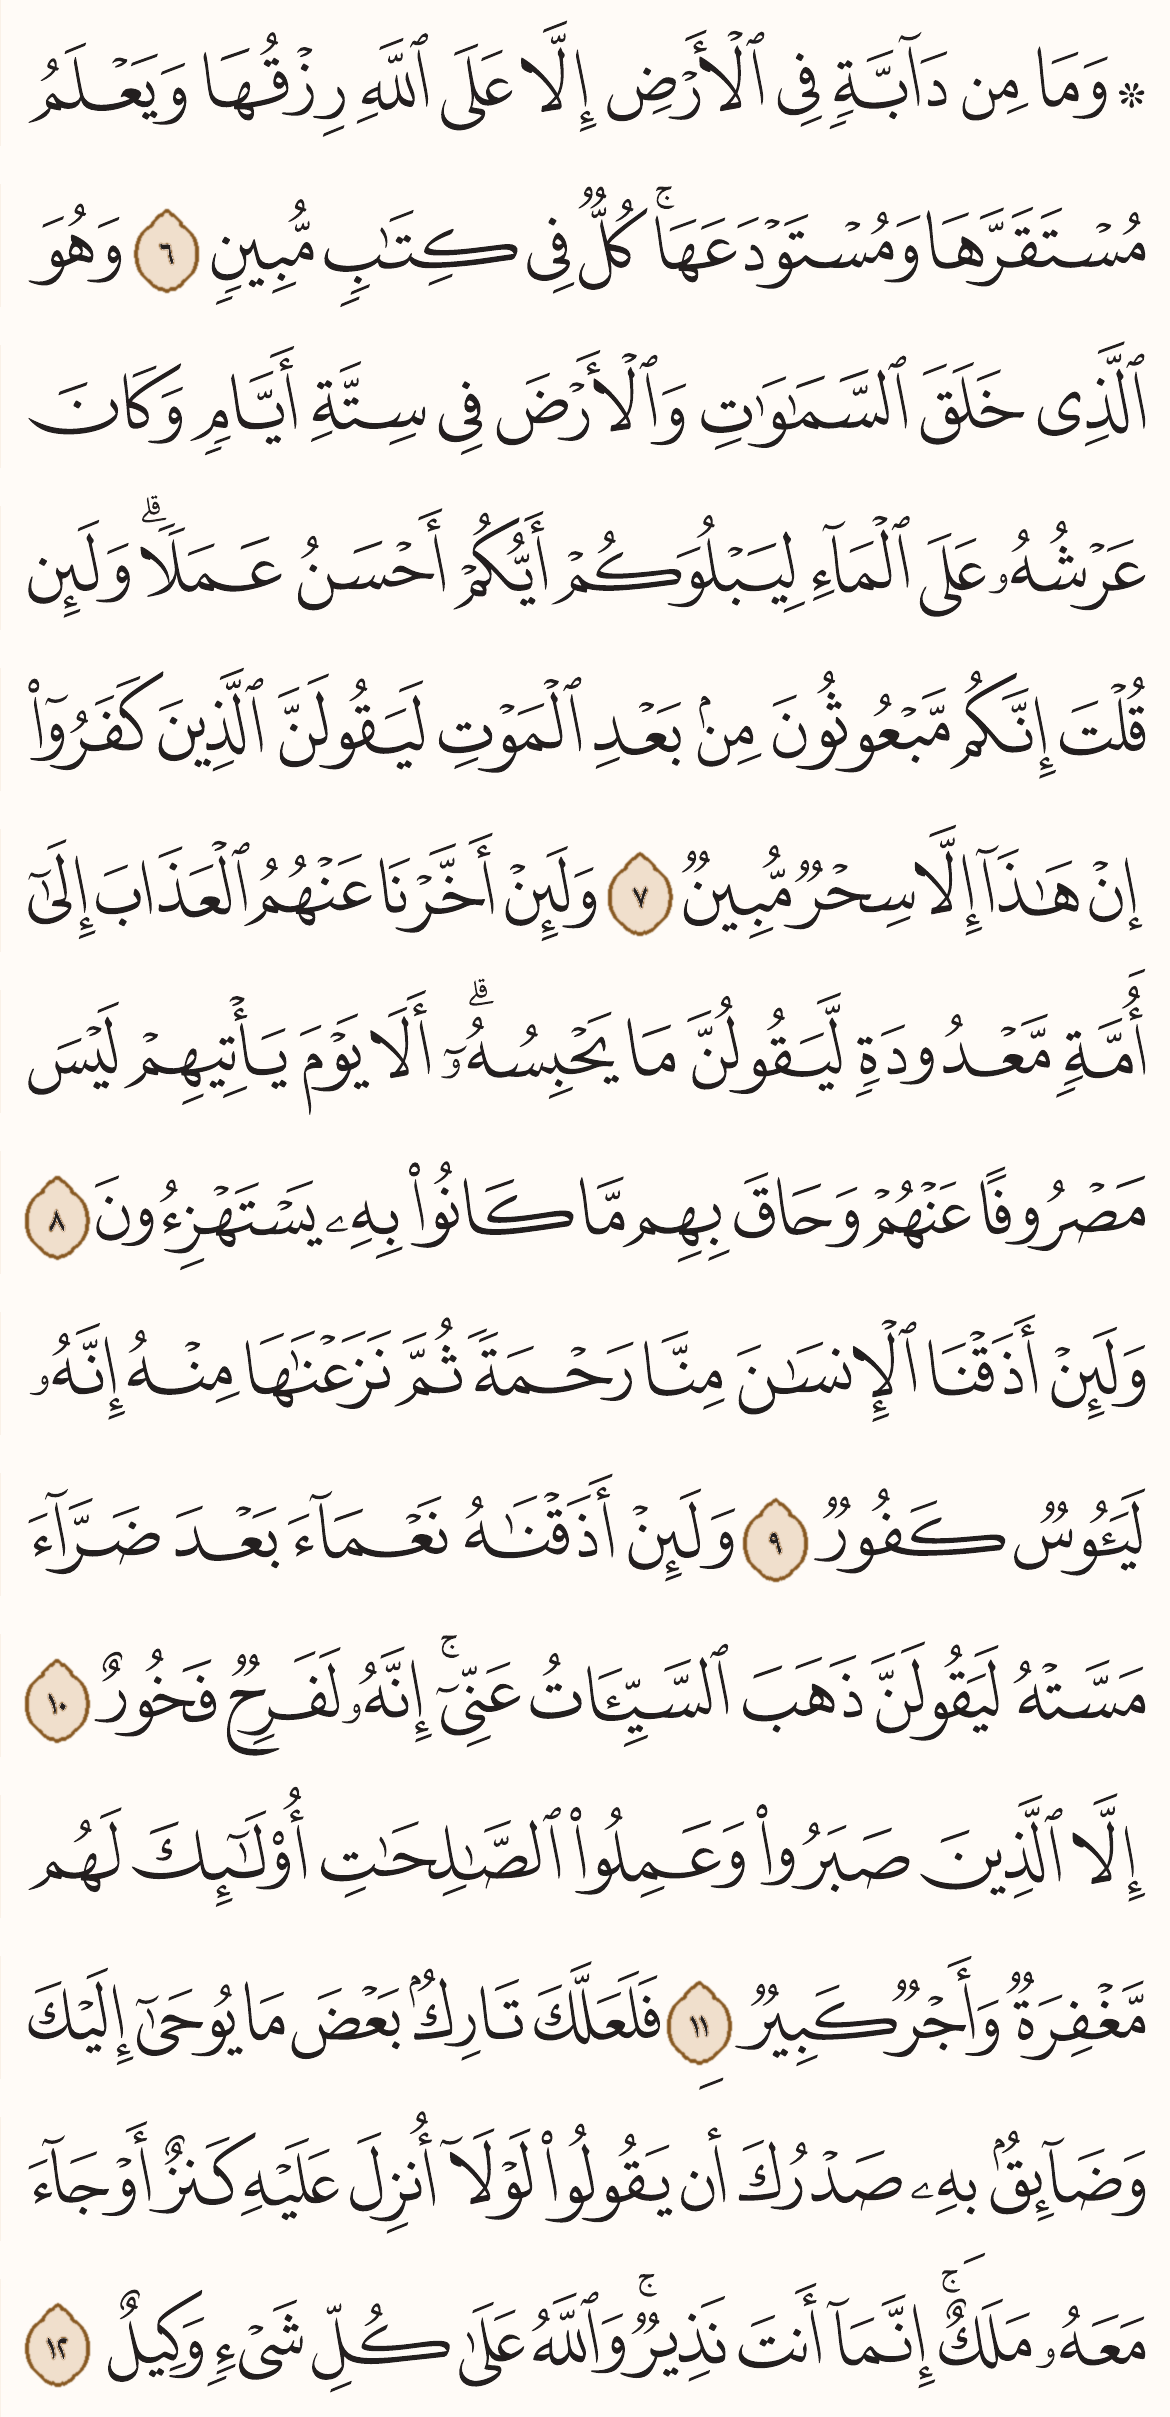 ۞ وَمَا مِن دَآبَّةٍ فِى ٱلْأَرْضِ إِلَّا عَلَى ٱللَّهِ رِزْقُهَا وَيَعْلَمُ
مُسْتَقَرَّهَا وَمُسْتَوْدَعَهَا ۚ كُلٌّ فِى كِتَٰبٍ مُّبِينٍ ٦ وَهُوَ
ٱلَّذِى خَلَقَ ٱلسَّمَٰوَٰتِ وَٱلْأَرْضَ فِى سِتَّةِ أَيَّامٍ وَكَانَ
عَرْشُهُۥ عَلَى ٱلْمَآءِ لِيَبْلُوَكُمْ أَيُّكُمْ أَحْسَنُ عَمَلًا ۗ وَلَئِن
قُلْتَ إِنَّكُم مَّبْعُوثُونَ مِنۢ بَعْدِ ٱلْمَوْتِ لَيَقُولَنَّ ٱلَّذِينَ كَفَرُوٓا۟
إِنْ هَٰذَآ إِلَّا سِحْرٌ مُّبِينٌ ٧ وَلَئِنْ أَخَّرْنَا عَنْهُمُ ٱلْعَذَابَ إِلَىٰٓ
أُمَّةٍ مَّعْدُودَةٍ لَّيَقُولُنَّ مَا يَحْبِسُهُۥٓ ۗ أَلَا يَوْمَ يَأْتِيهِمْ لَيْسَ
مَصْرُوفًا عَنْهُمْ وَحَاقَ بِهِم مَّا كَانُوا۟ بِهِۦ يَسْتَهْزِءُونَ ٨
وَلَئِنْ أَذَقْنَا ٱلْإِنسَٰنَ مِنَّا رَحْمَةً ثُمَّ نَزَعْنَٰهَا مِنْهُ إِنَّهُۥ
لَيَـُٔوسٌ كَفُورٌ ٩ وَلَئِنْ أَذَقْنَٰهُ نَعْمَآءَ بَعْدَ ضَرَّآءَ
مَسَّتْهُ لَيَقُولَنَّ ذَهَبَ ٱلسَّيِّـَٔاتُ عَنِّىٓ ۚ إِنَّهُۥ لَفَرِحٌ فَخُورٌ ١٠
إِلَّا ٱلَّذِينَ صَبَرُوا۟ وَعَمِلُوا۟ ٱلصَّٰلِحَٰتِ أُو۟لَٰٓئِكَ لَهُم
مَّغْفِرَةٌ وَأَجْرٌ كَبِيرٌ ١١ فَلَعَلَّكَ تَارِكٌۢ بَعْضَ مَا يُوحَىٰٓ إِلَيْكَ
وَضَآئِقٌۢ بِهِۦ صَدْرُكَ أَن يَقُولُوا۟ لَوْلَآ أُنزِلَ عَلَيْهِ كَنزٌ أَوْ جَآءَ
مَعَهُۥ مَلَكٌ ۚ إِنَّمَآ أَنتَ نَذِيرٌ ۚ وَٱللَّهُ عَلَىٰ كُلِّ شَىْءٍ وَكِيلٌ ١٢